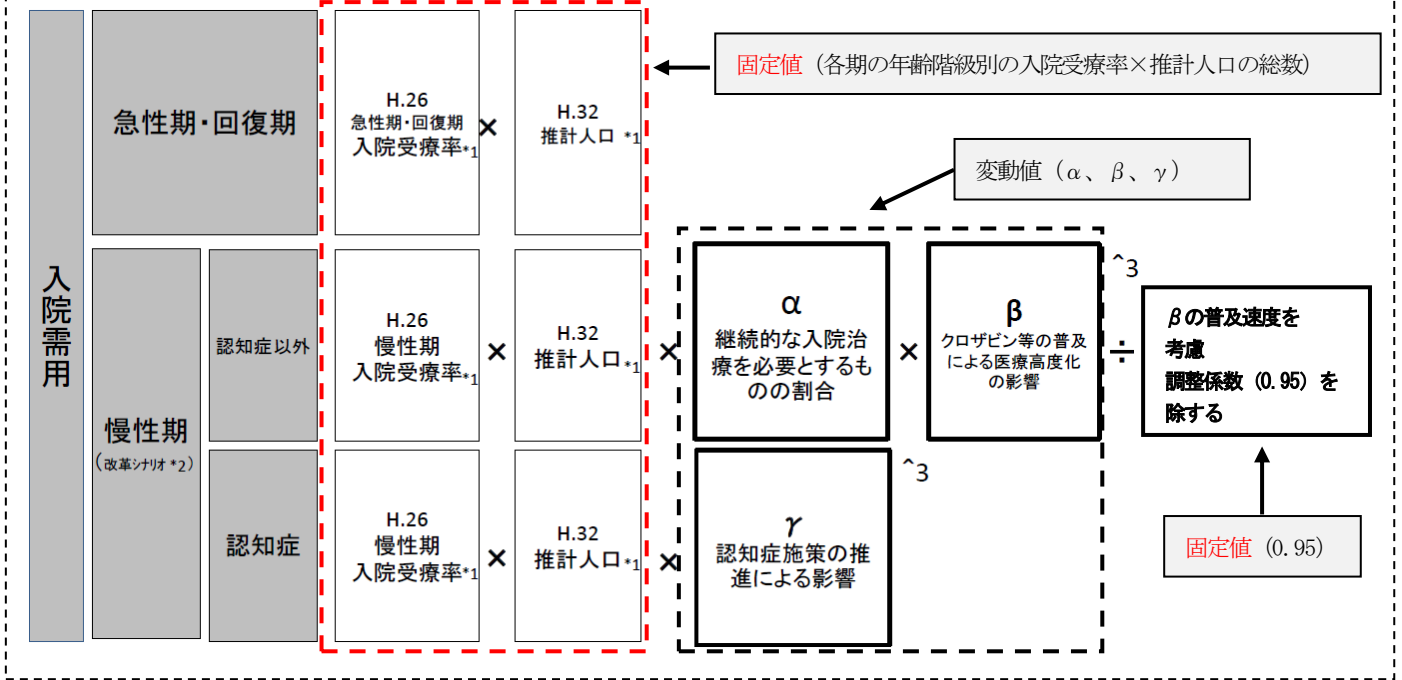 入院需用
急性期・回復期
H.26
急性期・回復期
入院受療率*1
×
H.32
推計人口 *1
固定値（各期の年齢階級別の入院受療率×推計人口の総数）
変動値（α、β、γ）
慢性期
（改革シナリオ *2）
認知症以外
H.26
慢性期
入院受療率*1
×
H.32
推計人口*1
×
α
継続的な入院治
療を必要とするも
のの割合
×
β
クロザピン等の普及
による医療高度化
の影響
^3
÷
βの普及速度を
考慮
調整係数（0.95）を
除する
認知症
H.26
慢性期
入院受療率*1
×
H.32
推計人口*1
×
γ
認知症施策の推
進による影響
^3
固定値（0.95）